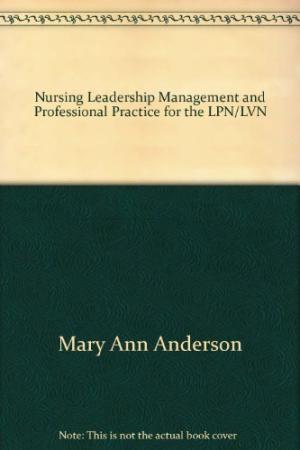 Nursing Leadership Management and
Professional Practice for the LPN/LVN
Mary Ann Anderson
Note: This is not the actual book cover